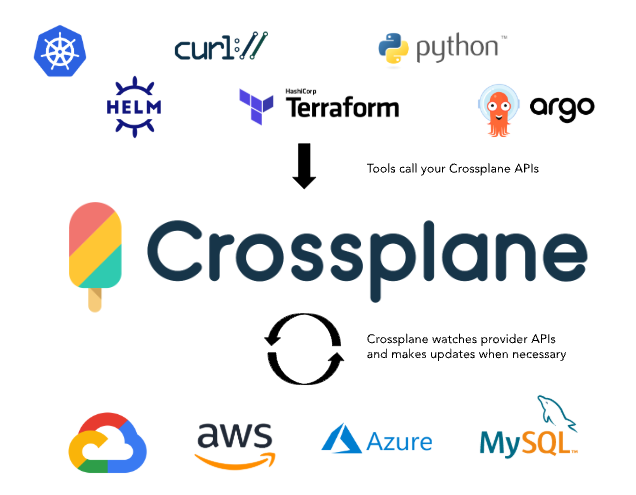 curl://
python™
HELM
HashiCorp
Terraform
argo
Tools call your Crossplane APIs
Crossplane
Crossplane watches provider APIs
and makes updates when necessary
aws
Azure
MySQL™